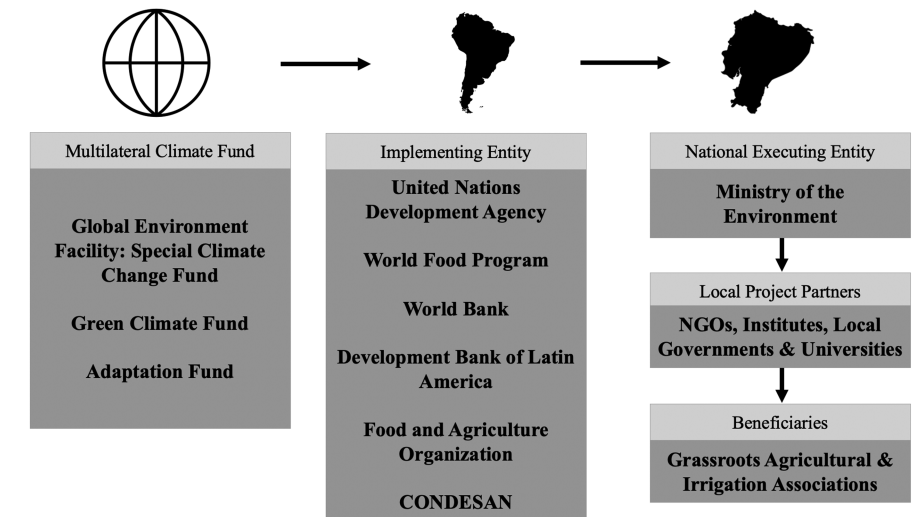 Multilateral Climate Fund
Global Environment
Facility: Special Climate
Change Fund
Green Climate Fund
Adaptation Fund
Implementing Entity
United Nations
Development Agency
World Food Program
World Bank
Development Bank of Latin
America
Food and Agriculture
Organization
CONDESAN
National Executing Entity
Ministry of the
Environment
Local Project Partners
NGOs, Institutes, Local
Governments & Universities
Beneficiaries
Grassroots Agricultural &
Irrigation Associations